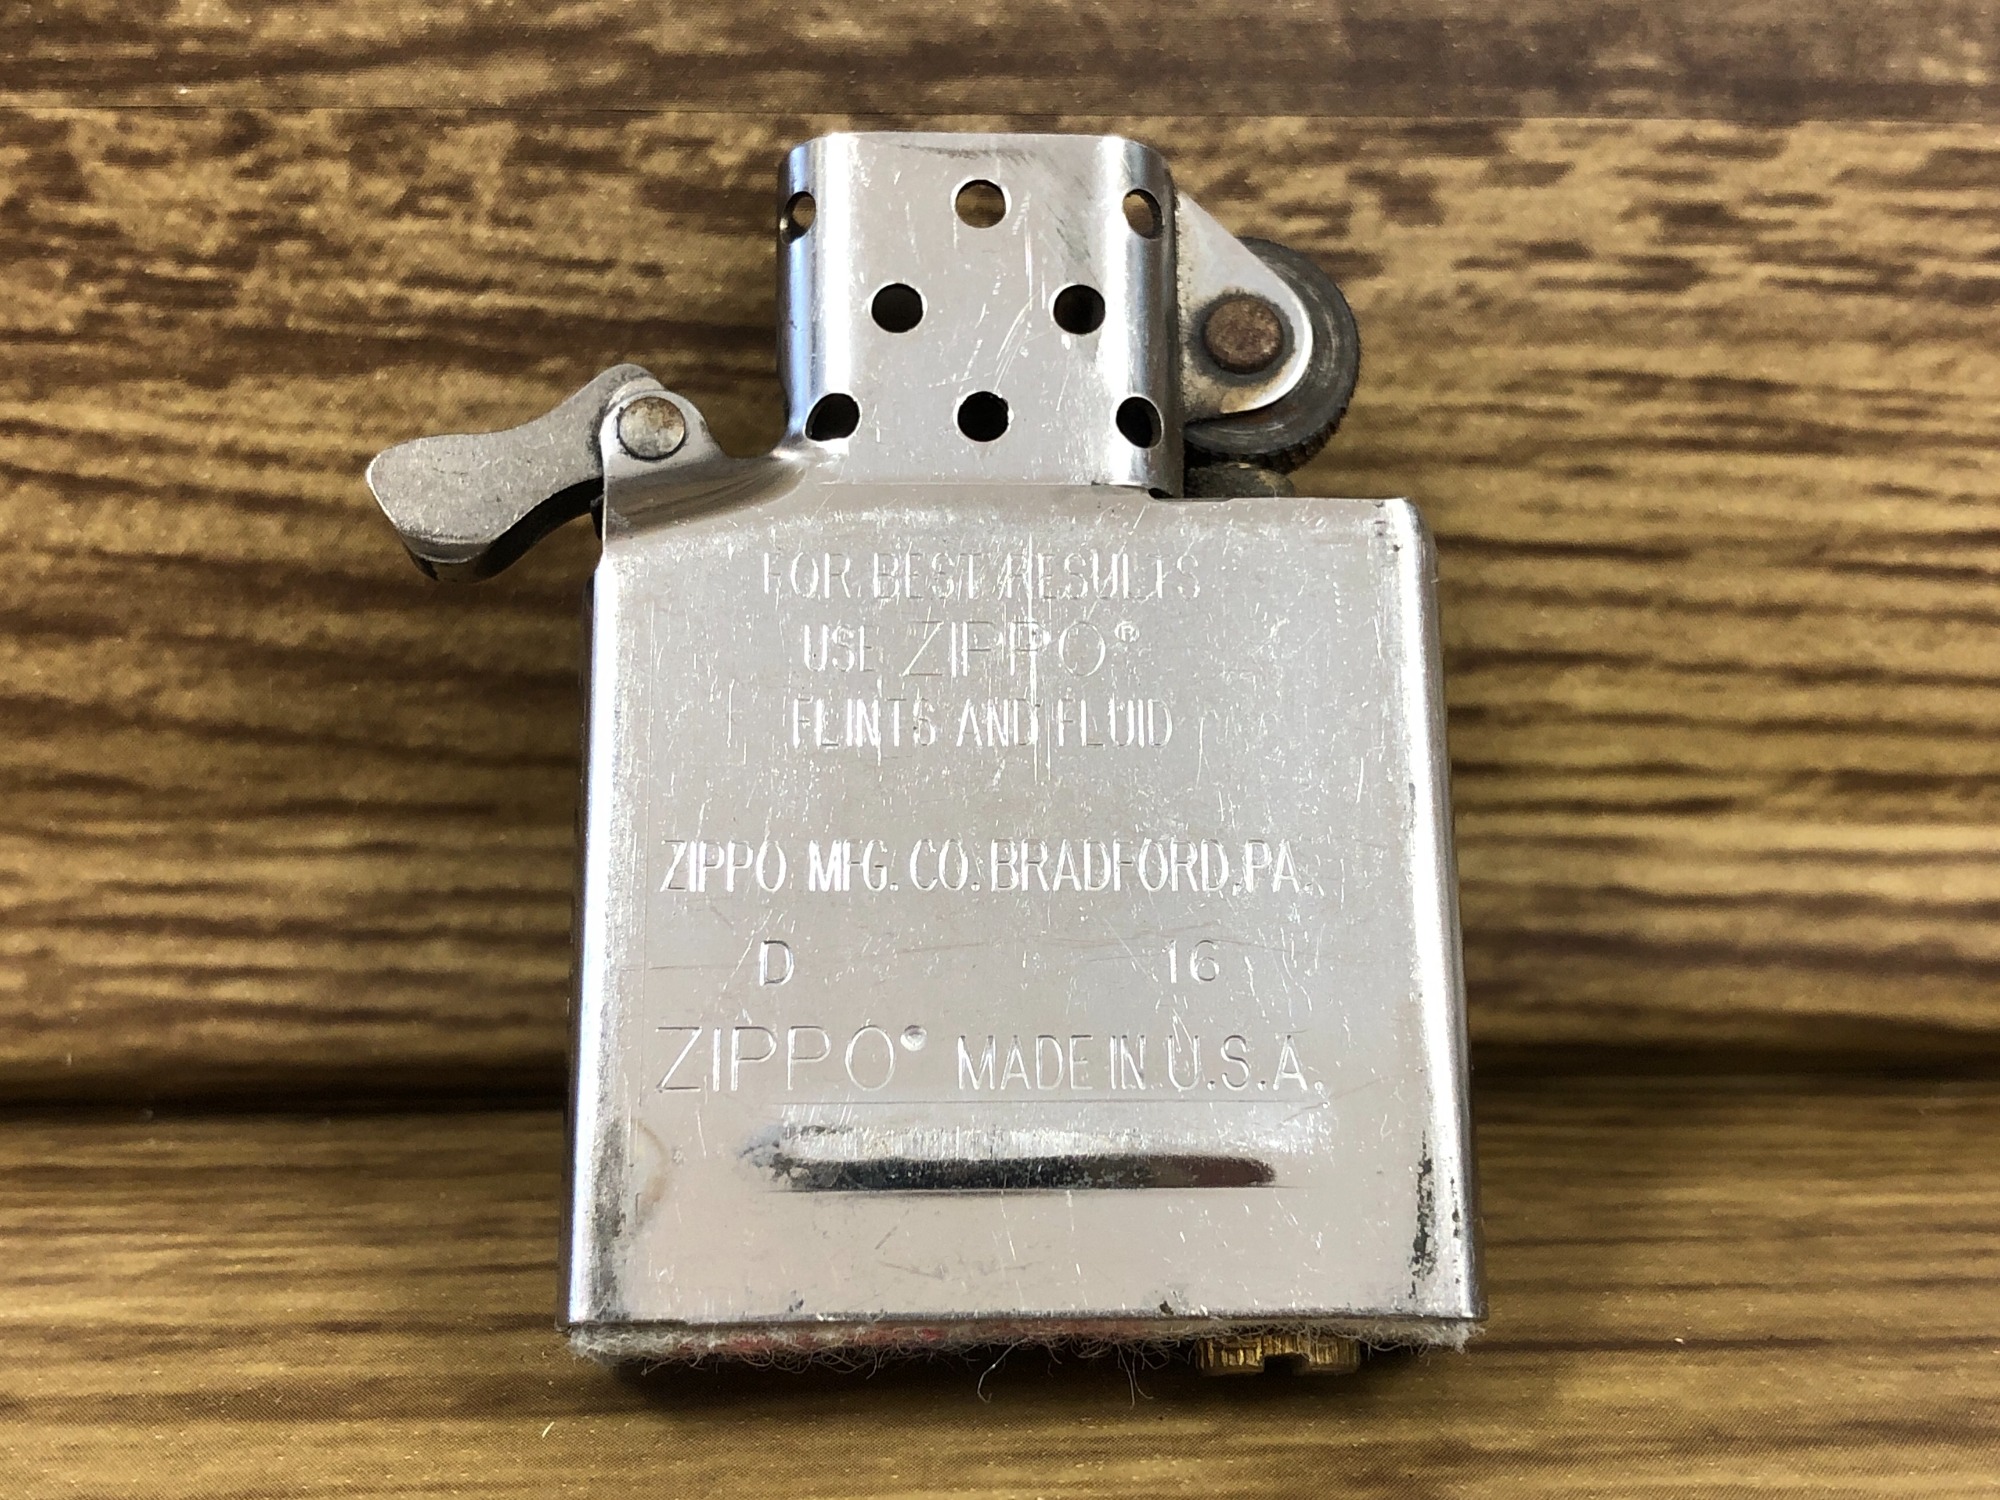 FOR BEST RESULTS
USE ZIPPO®
FLINTS AND FLUID
ZIPPO MFG. CO. BRADFORD, PA.
D 16
ZIPPO® MADE IN U.S.A.